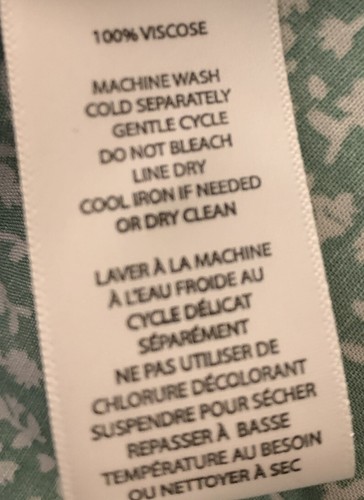 100% VISCOSE
MACHINE WASH
COLD SEPARATELY
GENTLE CYCLE
DO NOT BLEACH
LINE DRY
COOL IRON IF NEEDED
OR DRY CLEAN
LAVER À LA MACHINE
À L'EAU FROIDE AU
CYCLE DÉLICAT
SÉPARÉMENT
NE PAS UTILISER DE
CHLORURE DÉCOLORANT
SUSPENDRE POUR SÉCHER
REPASSER À BASSE
TEMPÉRATURE AU BESOIN
OU NETTOYER À SEC